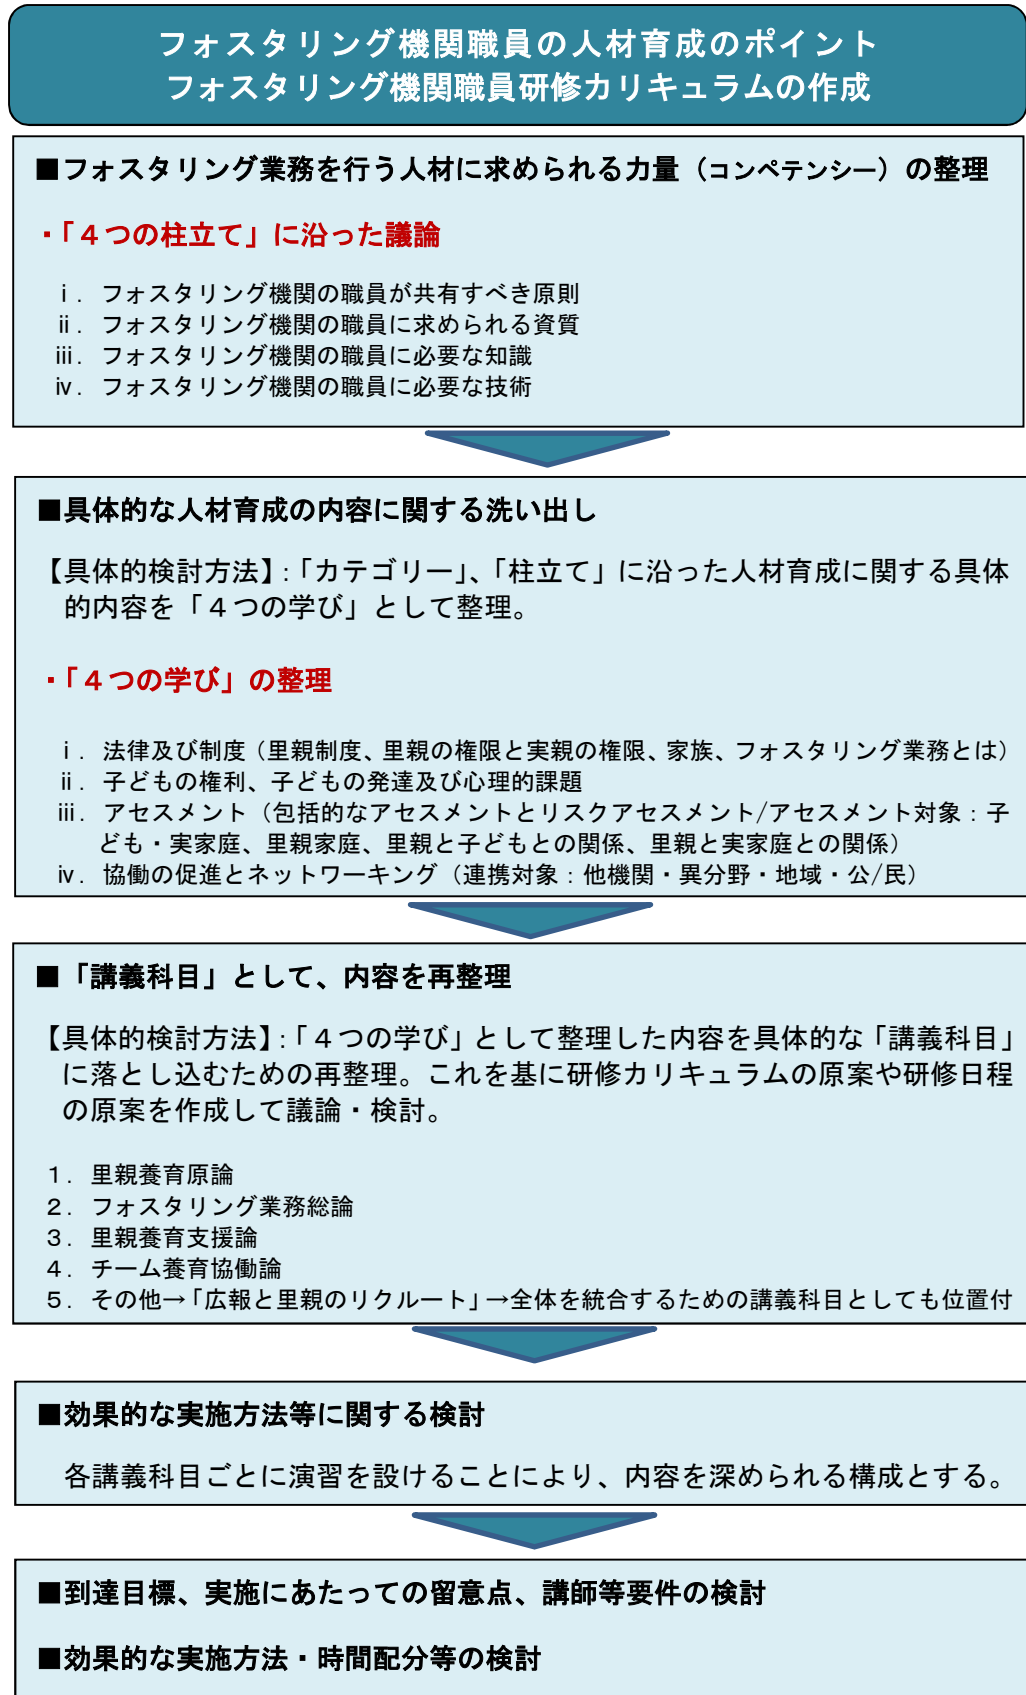 フォスタリング機関職員の人材育成のポイント
フォスタリング機関職員研修カリキュラムの作成
■フォスタリング業務を行う人材に求められる力量（コンペテンシー）の整理
・「４つの柱立て」に沿った議論
ⅰ．フォスタリング機関の職員が共有すべき原則
ⅱ．フォスタリング機関の職員に求められる資質
ⅲ．フォスタリング機関の職員に必要な知識
ⅳ．フォスタリング機関の職員に必要な技術
■具体的な人材育成の内容に関する洗い出し
【具体的検討方法】：「カテゴリー」、「柱立て」に沿った人材育成に関する具体
的内容を「４つの学び」として整理。
・「４つの学び」の整理
ⅰ．法律及び制度（里親制度、里親の権限と実親の権限、家族、フォスタリング業務とは）
ⅱ．子どもの権利、子どもの発達及び心理的課題
ⅲ．アセスメント（包括的なアセスメントとリスクアセスメント/アセスメント対象：子
ども・実家庭、里親家庭、里親と子どもとの関係、里親と実家庭との関係）
ⅳ．協働の促進とネットワーキング（連携対象：他機関・異分野・地域・公/民）
■「講義科目」として、内容を再整理
【具体的検討方法】：「４つの学び」として整理した内容を具体的な「講義科目」
に落とし込むための再整理。これを基に研修カリキュラムの原案や研修日程
の原案を作成して議論・検討。
１．里親養育原論
２．フォスタリング業務総論
３．里親養育支援論
４．チーム養育協働論
５．その他→「広報と里親のリクルート」→全体を統合するための講義科目としても位置付
■効果的な実施方法等に関する検討
各講義科目ごとに演習を設けることにより、内容を深められる構成とする。
■到達目標、実施にあたっての留意点、講師等要件の検討
■効果的な実施方法・時間配分等の検討